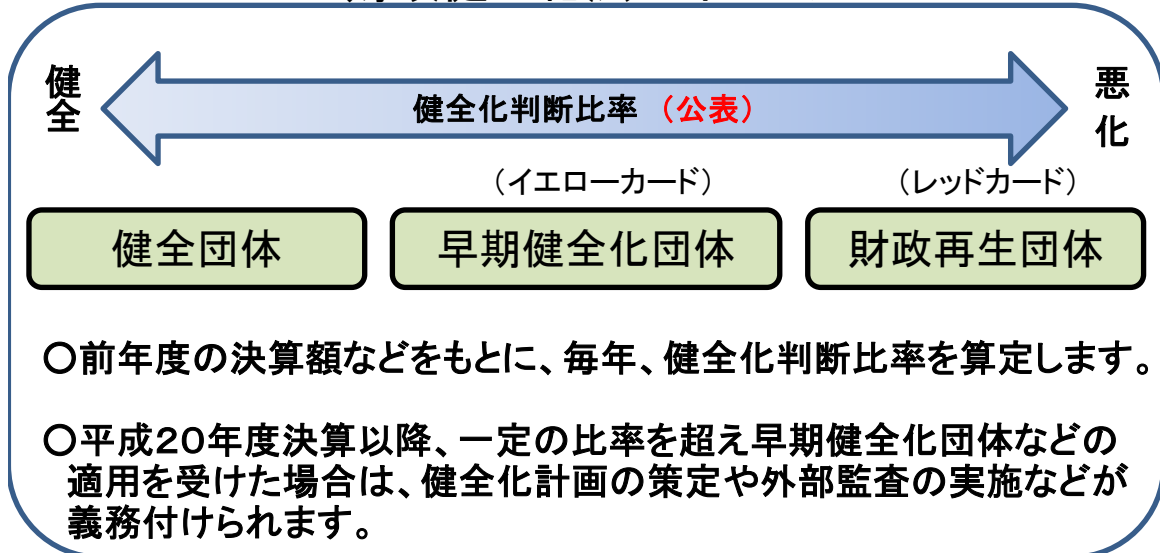 健全
悪化
健全化判断比率（公表）
（イエローカード）
（レッドカード）
健全団体
早期健全化団体
財政再生団体
○前年度の決算額などをもとに、毎年、健全化判断比率を算定します。
○平成２０年度決算以降、一定の比率を超え早期健全化団体などの
適用を受けた場合は、健全化計画の策定や外部監査の実施などが
義務付けられます。